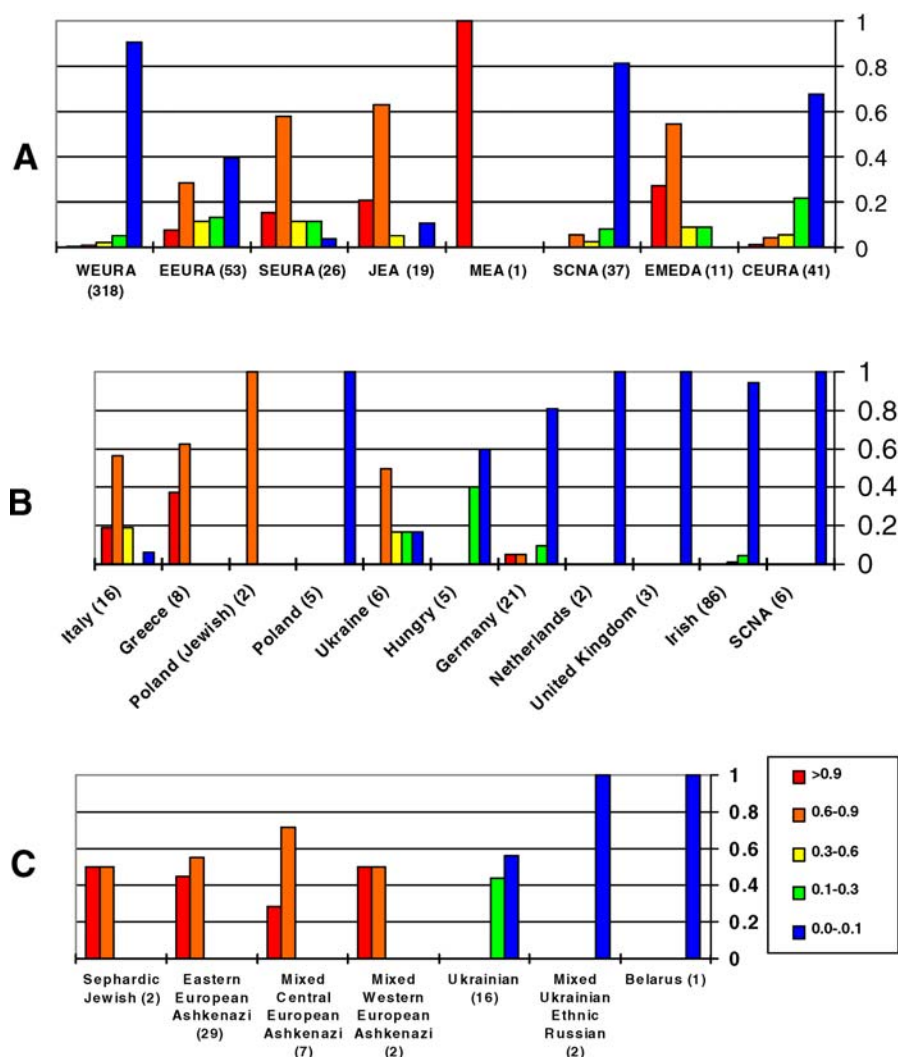 A
1
0.8
0.6
0.4
0.2
0
WEURA (318)
EEURA (53)
SEURA (26)
JEA (19)
MEA (1)
SCNA (37)
EMEDA (11)
CEURA (41)
B
1
0.8
0.6
0.4
0.2
0
Italy (16)
Greece (8)
Poland (Jewish) (2)
Poland (5)
Ukraine (6)
Hungry (5)
Germany (21)
Netherlands (2)
United Kingdom (3)
Irish (86)
SCNA (6)
C
1
0.8
0.6
0.4
0.2
0
Sephardic
Jewish (2)
Eastern
European
Ashkenazi
(29)
Mixed
Central
European
Ashkenazi
(7)
Mixed
Western
European
Ashkenazi
(2)
Ukrainian
(16)
Mixed
Ukrainian
Ethnic
Russian
(2)
Belarus (1)
>0.9
0.6-0.9
0.3-0.6
0.1-0.3
0.0-.0.1